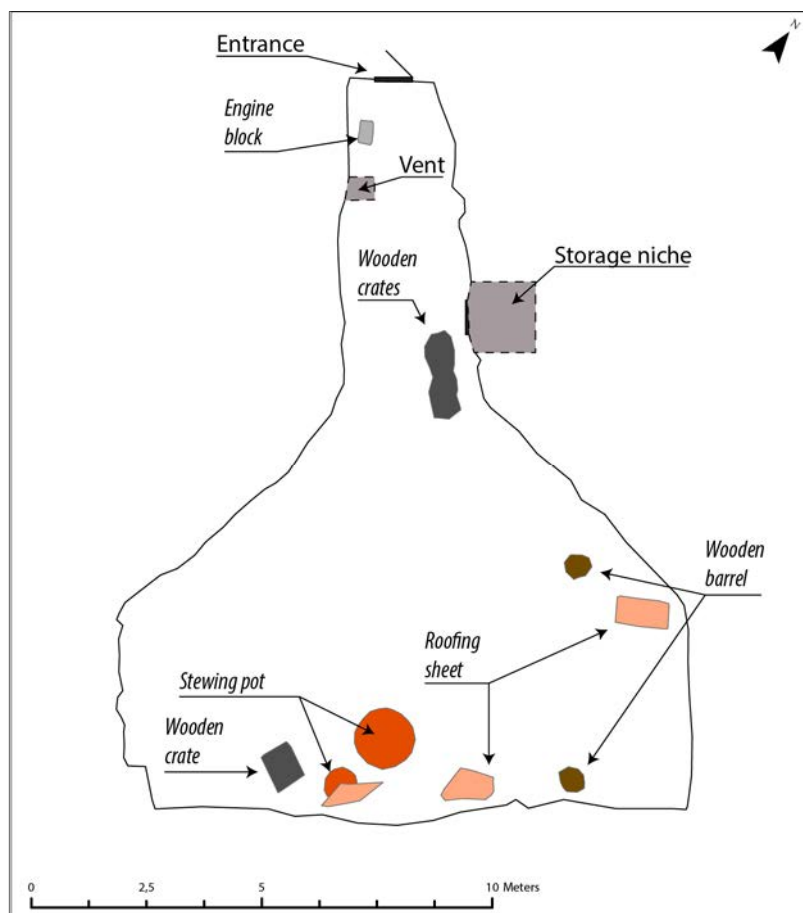 N
Entrance
Engine
block
Vent
Wooden
crates
Storage niche
Wooden
barrel
Roofing
sheet
Stewing pot
Wooden
crate
0 2,5 5 10 Meters